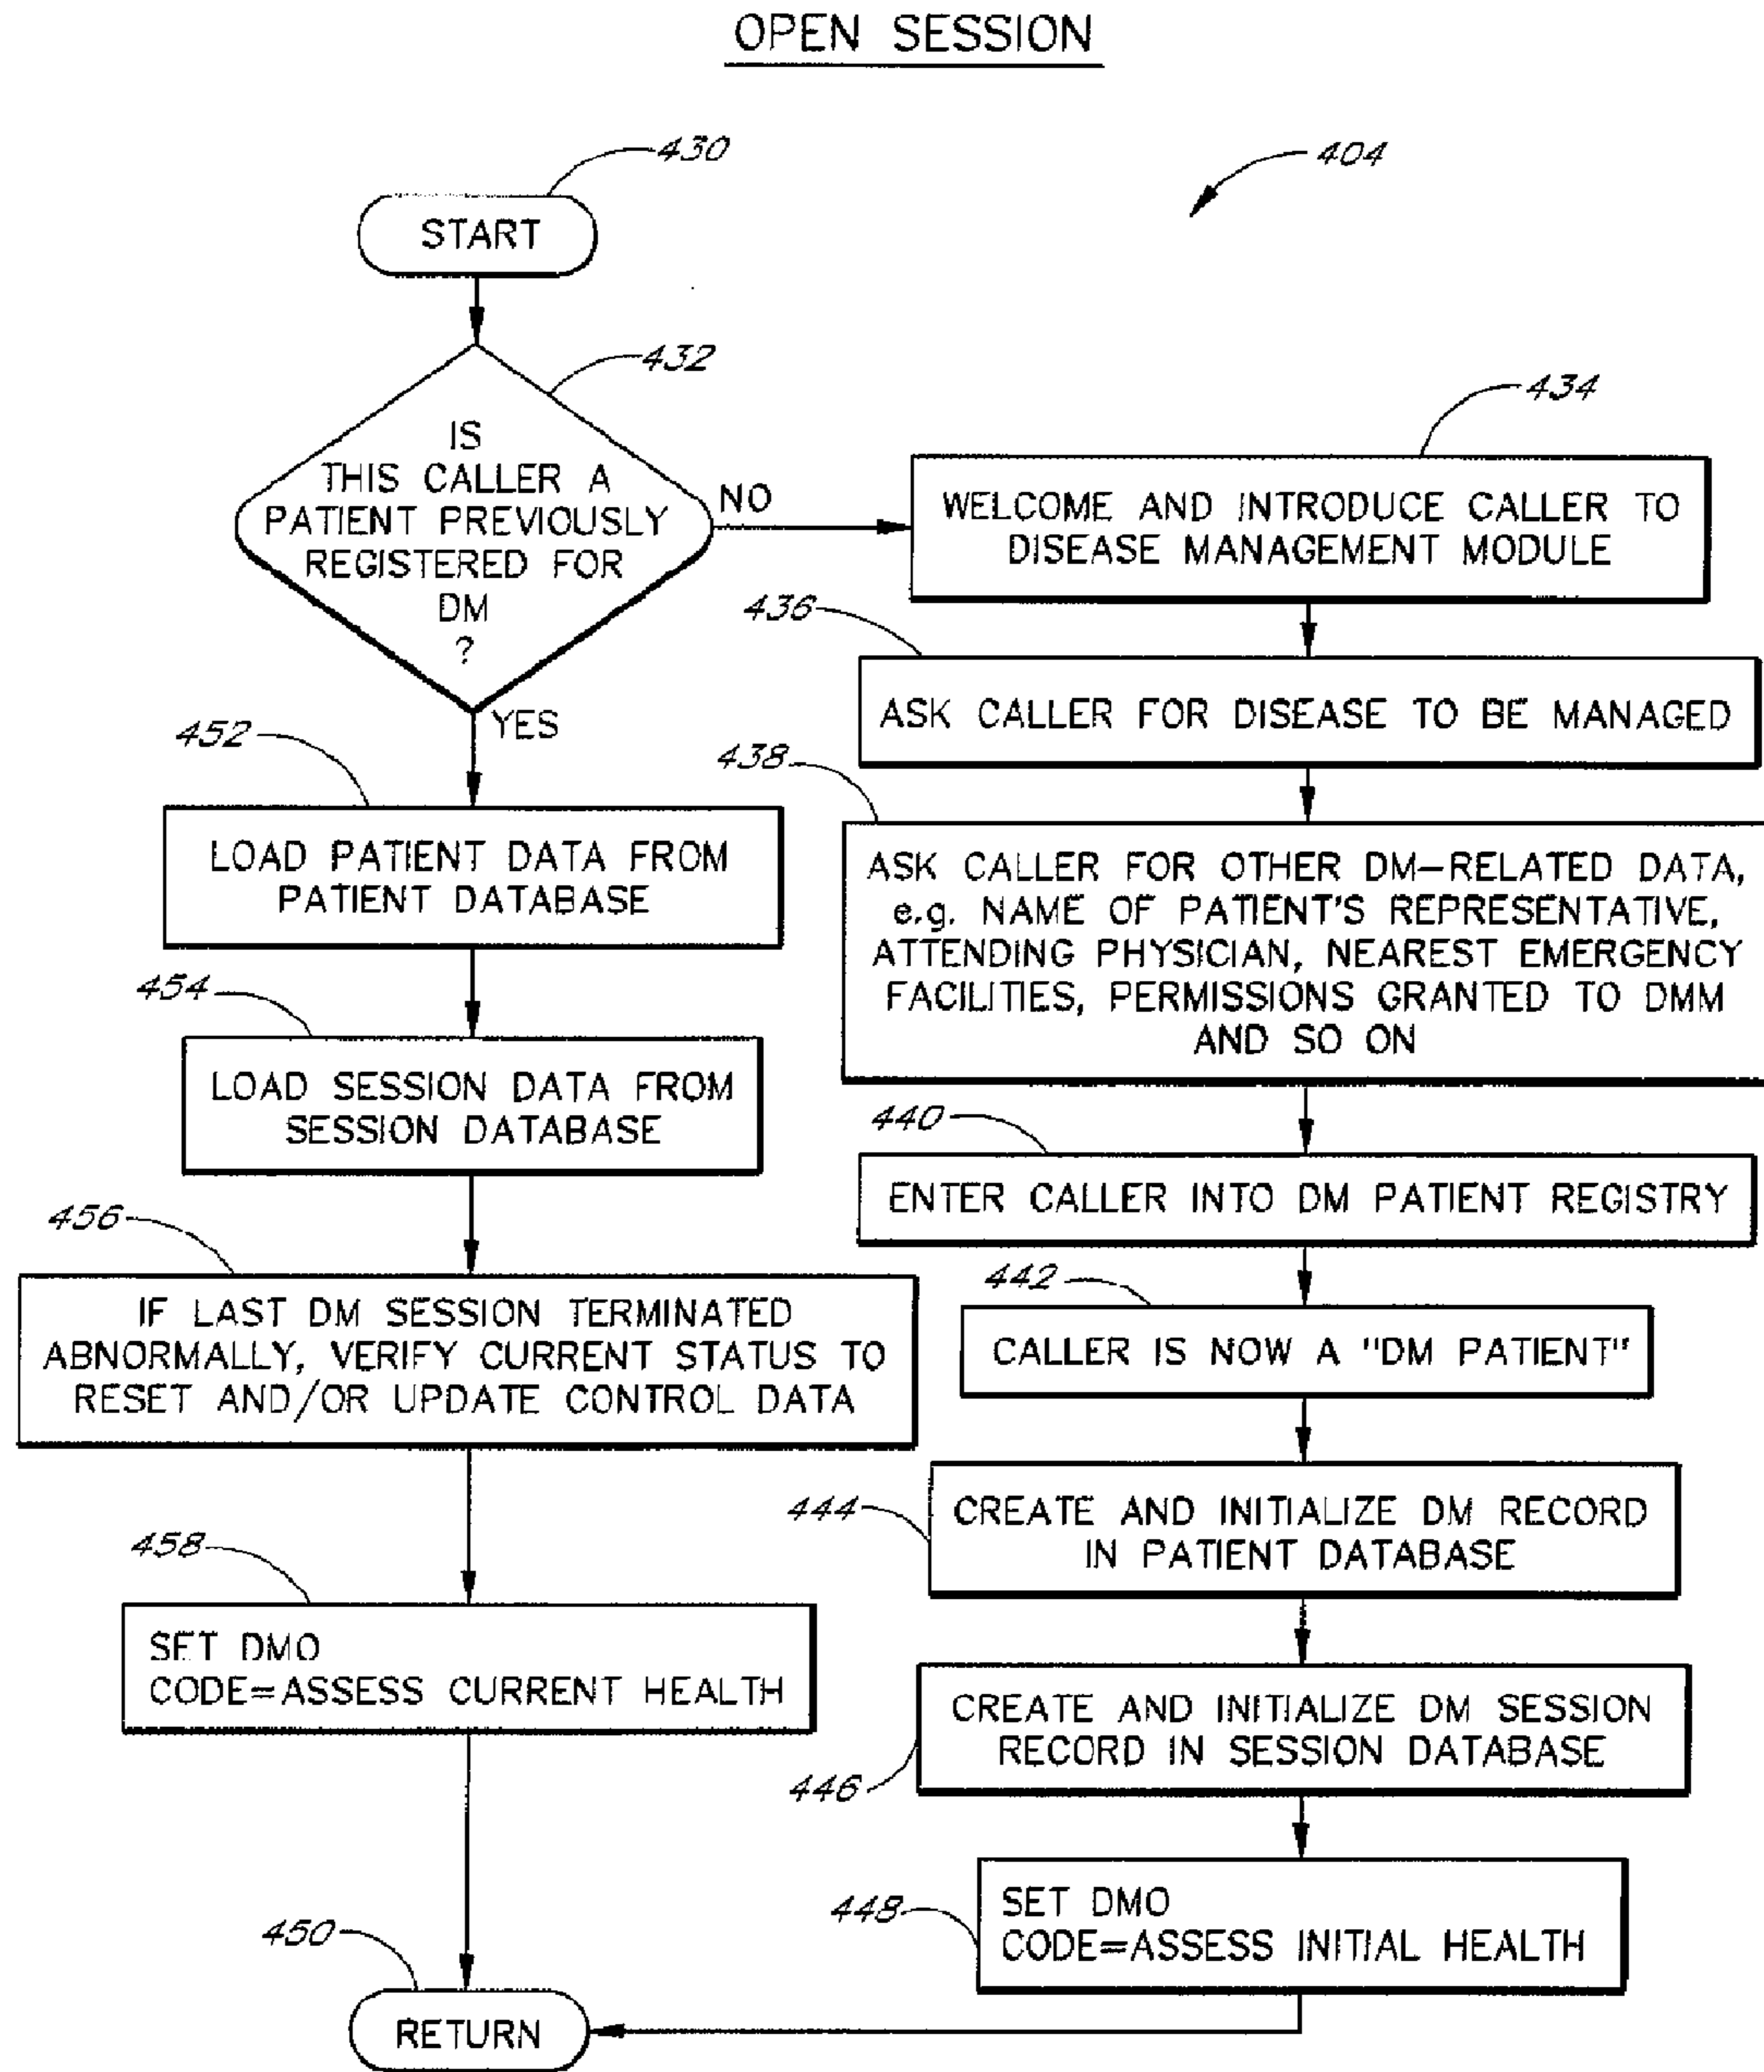 OPEN SESSION
430
404
START
432
IS
THIS CALLER A
PATIENT PREVIOUSLY
REGISTERED FOR
DM
?
NO
YES
434
WELCOME AND INTRODUCE CALLER TO
DISEASE MANAGEMENT MODULE
436
ASK CALLER FOR DISEASE TO BE MANAGED
438
ASK CALLER FOR OTHER DM-RELATED DATA,
e.g. NAME OF PATIENT'S REPRESENTATIVE,
ATTENDING PHYSICIAN, NEAREST EMERGENCY
FACILITIES, PERMISSIONS GRANTED TO DMM
AND SO ON
440
ENTER CALLER INTO DM PATIENT REGISTRY
442
CALLER IS NOW A "DM PATIENT"
444
CREATE AND INITIALIZE DM RECORD
IN PATIENT DATABASE
446
CREATE AND INITIALIZE DM SESSION
RECORD IN SESSION DATABASE
448
SET DMO
CODE=ASSESS INITIAL HEALTH
452
LOAD PATIENT DATA FROM
PATIENT DATABASE
454
LOAD SESSION DATA FROM
SESSION DATABASE
456
IF LAST DM SESSION TERMINATED
ABNORMALLY, VERIFY CURRENT STATUS TO
RESET AND/OR UPDATE CONTROL DATA
458
SET DMO
CODE=ASSESS CURRENT HEALTH
450
RETURN